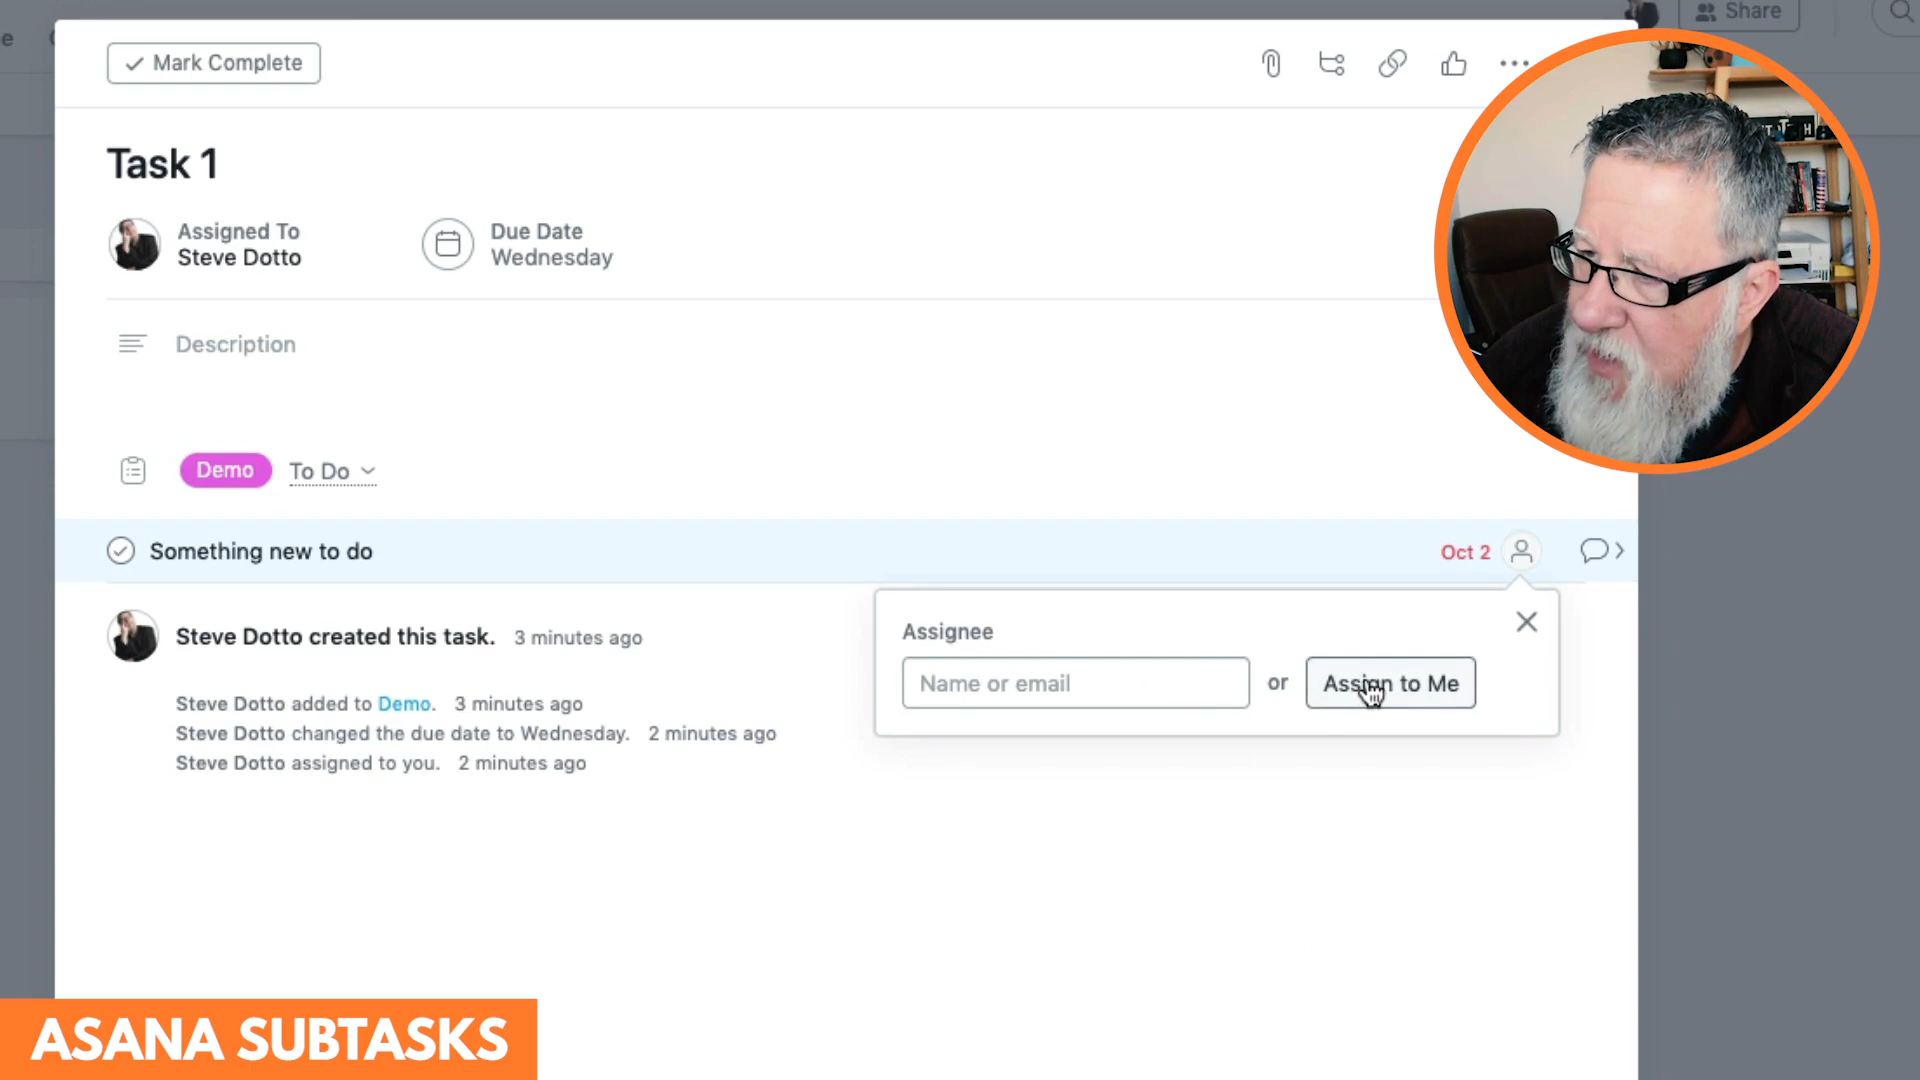 e
Share
Mark Complete
Task 1
Assigned To
Steve Dotto
Due Date
Wednesday
Description
Demo
To Do
Something new to do
Oct 2
Steve Dotto created this task. 3 minutes ago
Assignee
Name or email
or
Assign to Me
Steve Dotto added to Demo. 3 minutes ago
Steve Dotto changed the due date to Wednesday. 2 minutes ago
Steve Dotto assigned to you. 2 minutes ago
ASANA SUBTASKS